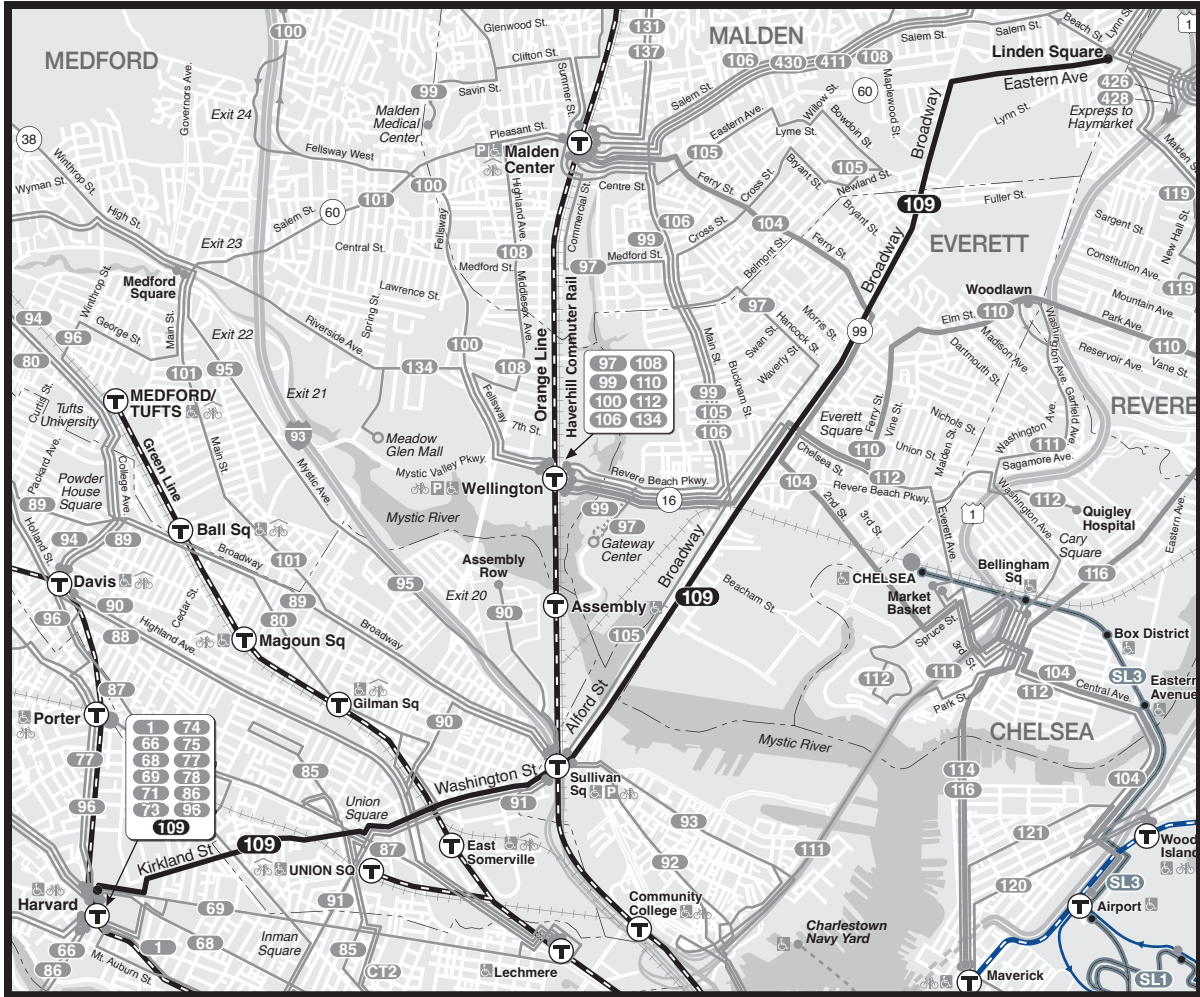 100
131
137
Glenwood St.
MALDEN
Salem St.
Beach St.
Lynn St.
1
MEDFORD
Clifton St.
Summer St.
106
430
411
108
Salem St.
Linden Square
Eastern Ave
Governors Ave.
Savin St.
99
Salem St.
60
Maplewood St.
Broadway
426
428
Express to
Haymarket
Exit 24
Malden
Medical
Center
Willow St.
Bowdoin St.
Lynn St.
38
Pleasant St.
P
T
Malden
Center
Eastern Ave.
Lyme St.
105
Malden St.
Winthrop St.
Wyman St.
Fellsway West
100
101
60
Salem St.
Highland Ave.
Commercial St.
Centre St.
Ferry St.
Cross St.
Bryant St.
105
Newland St.
Fuller St.
119
109
High St.
Exit 23
Fellsway
106
99
Cross St.
104
Bryant St.
Sargent St.
New Hall St.
Central St.
108
Medford St.
97
Medford St.
Belmont St.
Ferry St.
Broadway
EVERETT
Constitution Ave.
Medford
Square
Winthrop St.
Lawrence St.
Spring St.
Middlesex Ave.
Haverhill Commuter Rail
Orange Line
97
Woodlawn
119
Mountain Ave.
94
96
George St.
Main St.
Exit 22
Riverside Ave.
Morris St.
Hancock St.
Swan St.
Waverly St.
99
Elm St.
110
Park Ave.
110
80
100
97 108
99 110
100 112
106 134
Main St.
Bucknam St.
Madison Ave.
Dartmouth St.
Washington Ave.
Garfield Ave.
Reservoir Ave.
Vane St.
101
95
134
108
Curtis St.
T
MEDFORD/
TUFTS
Exit 21
Fellsway
7th St.
99
105
106
Everett
Square
Ferry St.
Vine St.
Nichols St.
REVERE
Tufts
University
Green Line
Main St.
93
Meadow
Glen Mall
Union St.
Malden St.
Washington Ave.
111
Packard Ave.
College Ave.
Mystic Ave.
Mystic Valley Pkwy.
T
P
Wellington
Revere Beach Pkwy.
16
Chelsea St.
110
112
Sagamore Ave.
Powder
House
Square
104
Revere Beach Pkwy.
Washington Ave.
112
Quigley
Hospital
89
Holland St.
Mystic River
99
97
Gateway
Center
2nd St.
3rd St.
Everett Ave
1
Eastern Ave.
T
Ball Sq
94
89
Broadway
101
Assembly
Row
Broadway
Cary
Square
T
Davis
95
Exit 20
Bellingham
Sq
116
90
96
88
Cedar St.
89
80
Broadway
90
T
Assembly
109
Beacham St.
CHELSEA
Market
Basket
Highland Ave.
T
Magoun Sq
105
Spruce St.
3rd St.
Box District
87
T
Gilman Sq
112
111
104
112
Central Ave.
SL3
Eastern
Avenue
T
Porter
90
Alford St
Park St.
1 74
66 75
68 77
69 78
71 86
73 96
109
Mystic River
CHELSEA
77
85
T
Washington St
Sullivan
Sq
P
114
116
104
96
Union
Square
91
93
121
T
Wood
Island
Kirkland St
109
87
T
East
Somerville
92
111
UNION SQ
T
SL3
Harvard
T
69
91
Community
College
T
120
T
Airport
66
1
68
Inman
Square
85
Charlestown
Navy Yard
86
Mt. Auburn St.
CT2
T
Lechmere
T
Maverick
SL1